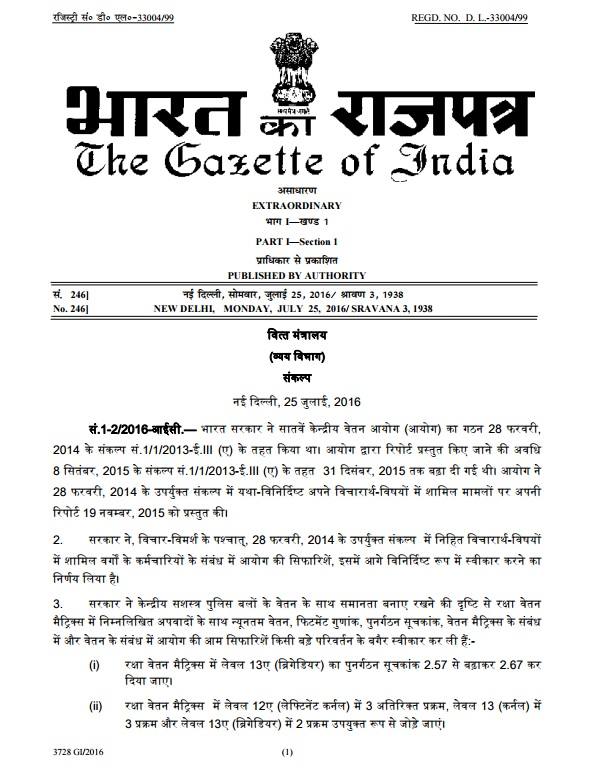 रजिस्ट्री सं० डी० एल०-33004/99
REGD. NO. D. L.-33004/99
सत्यमेव जयते
भारत का राजपत्र
The Gazette of India
असाधारण
EXTRAORDINARY
भाग I—खण्ड 1
PART I—Section 1
प्राधिकार से प्रकाशित
PUBLISHED BY AUTHORITY
सं. 246] नई दिल्ली, सोमवार, जुलाई 25, 2016/ श्रावण 3, 1938
No. 246] NEW DELHI, MONDAY, JULY 25, 2016/ SRAVANA 3, 1938
वित्त मंत्रालय
(व्यय विभाग)
संकल्प
नई दिल्ली, 25 जुलाई, 2016
सं.1-2/2016-आईसी.— भारत सरकार ने सातवें केन्द्रीय वेतन आयोग (आयोग) का गठन 28 फरवरी,
2014 के संकल्प सं.1/1/2013-ई.III (ए) के तहत किया था। आयोग द्वारा रिपोर्ट प्रस्तुत किए जाने की अवधि
8 सितंबर, 2015 के संकल्प सं.1/1/2013-ई.III (ए) के तहत 31 दिसंबर, 2015 तक बढ़ा दी गई थी। आयोग ने
28 फरवरी, 2014 के उपर्युक्त संकल्प में यथा-विनिर्दिष्ट अपने विचारार्थ-विषयों में शामिल मामलों पर अपनी
रिपोर्ट 19 नवम्बर, 2015 को प्रस्तुत की।
2. सरकार ने, विचार-विमर्श के पश्चात्, 28 फरवरी, 2014 के उपर्युक्त संकल्प में निहित विचारार्थ-विषयों
में शामिल वर्गों के कर्मचारियों के संबंध में आयोग की सिफारिशें, इसमें आगे विनिर्दिष्ट रूप में स्वीकार करने का
निर्णय लिया है।
3. सरकार ने केन्द्रीय सशस्त्र पुलिस बलों के वेतन के साथ समानता बनाए रखने की दृष्टि से रक्षा वेतन
मैट्रिक्स में निम्नलिखित अपवादों के साथ न्यूनतम वेतन, फिटमेंट गुणांक, पुनर्गठन सूचकांक, वेतन मैट्रिक्स के संबंध
में और वेतन के संबंध में आयोग की आम सिफारिशें किसी बड़े परिवर्तन के बगैर स्वीकार कर ली हैं:-
(i) रक्षा वेतन मैट्रिक्स में लेवल 13ए (ब्रिगेडियर) का पुनर्गठन सूचकांक 2.57 से बढ़ाकर 2.67 कर
दिया जाए।
(ii) रक्षा वेतन मैट्रिक्स में लेवल 12ए (लेफ्टिनेंट कर्नल) में 3 अतिरिक्त प्रक्रम, लेवल 13 (कर्नल) में
3 प्रक्रम और लेवल 13ए (ब्रिगेडियर) में 2 प्रक्रम उपयुक्त रूप से जोड़े जाएं।
3728 GI/2016
(1)